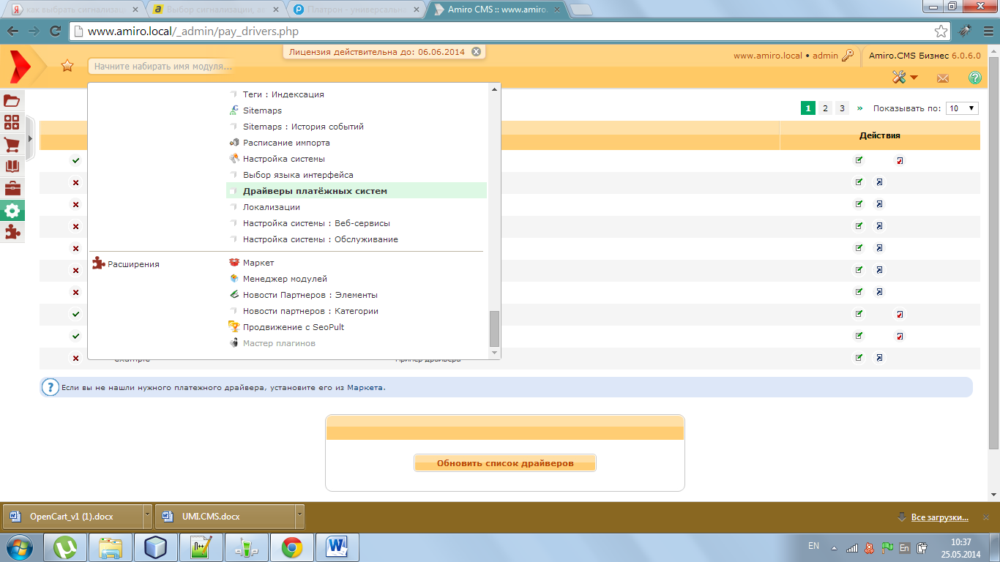 как выбрать сигнализац
Выбор сигнализации, ал
Платрон - универсальн
Amiro CMS :: www.amiro.
www.amiro.local/_admin/pay_drivers.php
Лицензия действительна до: 06.06.2014
www.amiro.local • admin
Amiro.CMS Бизнес 6.0.6.0
Начните набирать имя модуля...
1 2 3 » Показывать по: 10
Действия
Теги : Индексация
Sitemaps
Sitemaps : История событий
Расписание импорта
Настройка системы
Выбор языка интерфейса
Драйверы платёжных систем
Локализации
Настройка системы : Веб-сервисы
Настройка системы : Обслуживание
Расширения
Маркет
Менеджер модулей
Новости Партнеров : Элементы
Новости партнеров : Категории
Продвижение с SeoPult
Мастер плагинов
Example Пример драйвера
Если вы не нашли нужного платежного драйвера, установите его из Маркета.
Обновить список драйверов
OpenCart_v1 (1).docx
UMI.CMS.docx
Все загрузки...
EN
En
10:37
25.05.2014